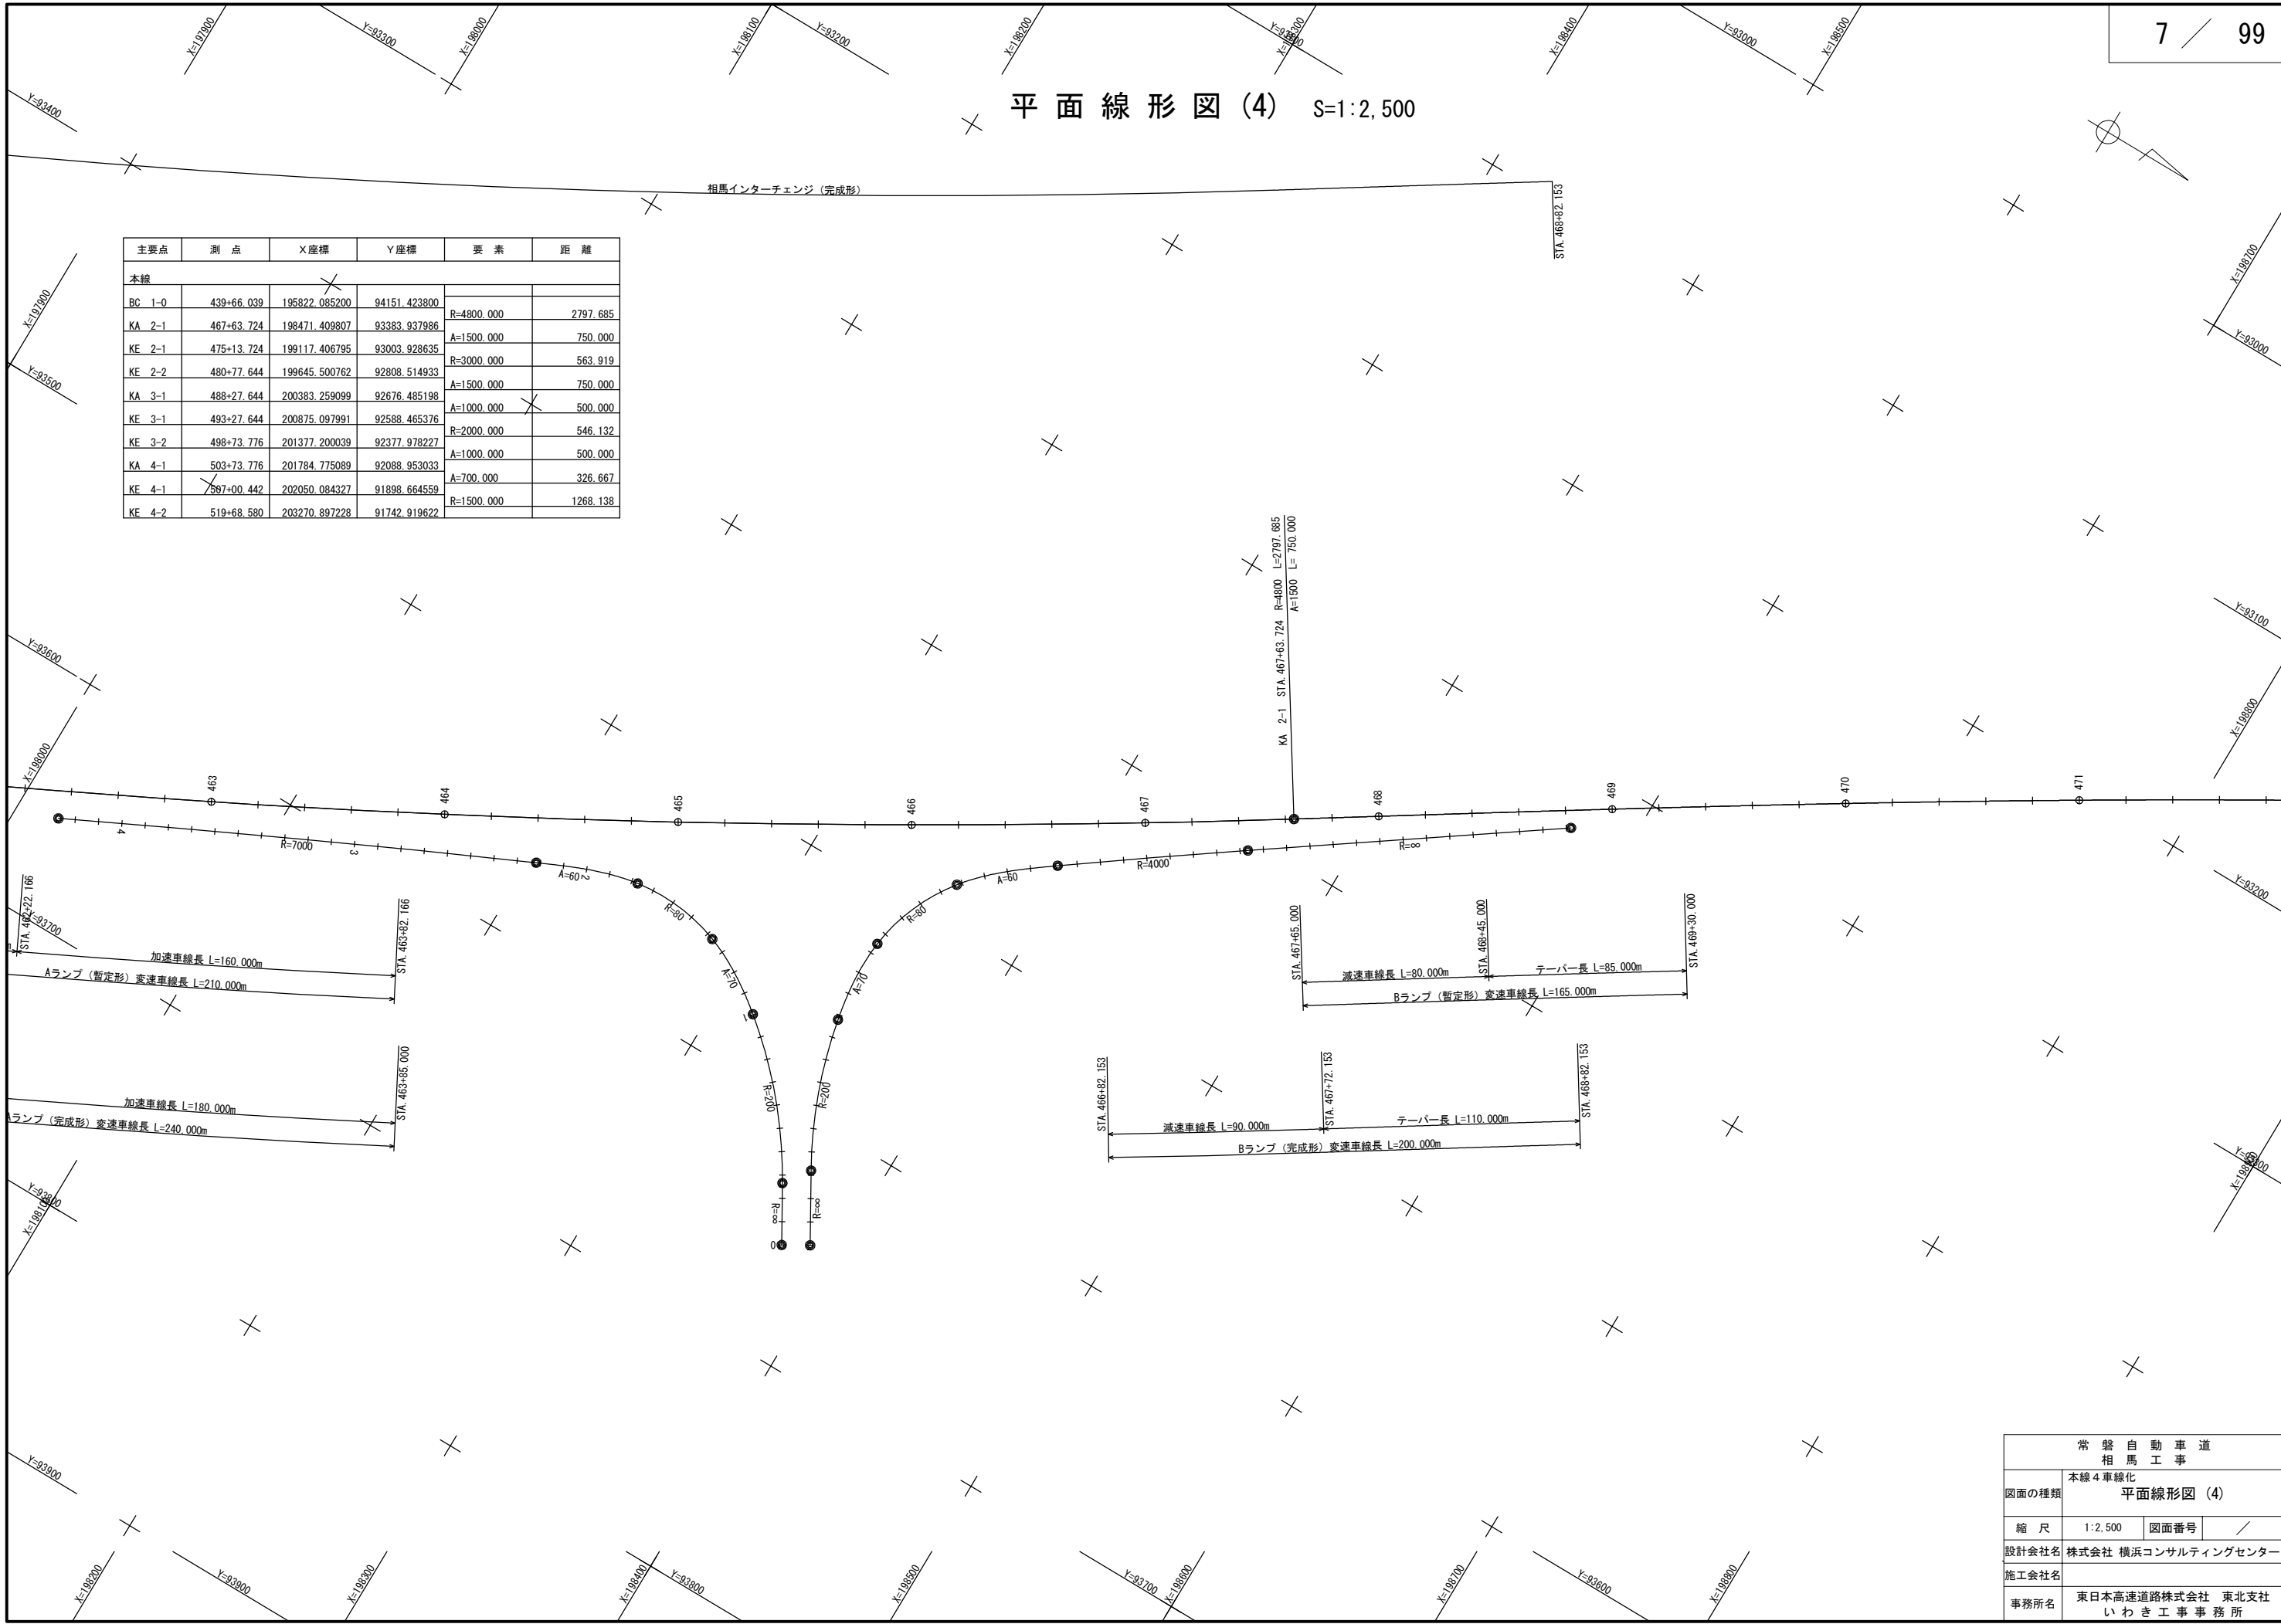 7 ／ 99
平面線形図(4) S=1:2,500
X=197900
Y=93300
X=198000
X=198100
Y=93200
X=198200
X=198300
X=198400
Y=93000
X=198500
Y=93400
相馬インターチェンジ（完成形）
STA.468+82.153
主要点 測 点 X座標 Y座標 要 素 距 離
本線
BC 1-0 439+66.039 195822.085200 94151.423800
R=4800.000 2797.685
KA 2-1 467+63.724 198471.409807 93383.937986
A=1500.000 750.000
KE 2-1 475+13.724 199117.406795 93003.928635
R=3000.000 563.919
KE 2-2 480+77.644 199645.500762 92808.514933
A=1500.000 750.000
KA 3-1 488+27.644 200383.259099 92676.485198
A=1000.000 500.000
KE 3-1 493+27.644 200875.097991 92588.465376
R=2000.000 546.132
KE 3-2 498+73.776 201377.200039 92377.978227
A=1000.000 500.000
KA 4-1 503+73.776 201784.775089 92088.953033
A=700.000 326.667
KE 4-1 507+00.442 202050.084327 91898.664559
R=1500.000 1268.138
KE 4-2 519+68.580 203270.897228 91742.919622
X=197900
Y=93500
Y=93600
X=198000
Y=93700
Y=93800
X=198100
Y=93900
X=198700
Y=93000
Y=93100
X=198800
Y=93200
KA 2-1 STA.467+63.724 R=4800 L=2797.685
A=1500 L= 750.000
463
464
465
466
467
468
469
470
471
4
R=7000
3
A=60
2
R=80
A=70
1
R=200
R=∞
0
R=∞
R=200
A=70
R=80
A=60
R=4000
R=∞
STA.462+22.166
STA.463+82.166
加速車線長 L=160.000m
Aランプ（暫定形）変速車線長 L=210.000m
STA.463+85.000
加速車線長 L=180.000m
Aランプ（完成形）変速車線長 L=240.000m
STA.467+65.000
STA.468+45.000
STA.469+30.000
減速車線長 L=80.000m
テーパー長 L=85.000m
Bランプ（暫定形）変速車線長 L=165.000m
STA.466+82.153
STA.467+72.153
STA.468+82.153
減速車線長 L=90.000m
テーパー長 L=110.000m
Bランプ（完成形）変速車線長 L=200.000m
X=198200
Y=93900
X=198300
X=198400
Y=93800
X=198500
Y=93700
X=198600
X=198700
Y=93600
X=198800
常磐自動車道
相馬工事
図面の種類
本線４車線化
平面線形図 (4)
縮 尺 1:2,500 図面番号 ／
設計会社名 株式会社 横浜コンサルティングセンター
施工会社名
事務所名
東日本高速道路株式会社 東北支社
いわき工事事務所